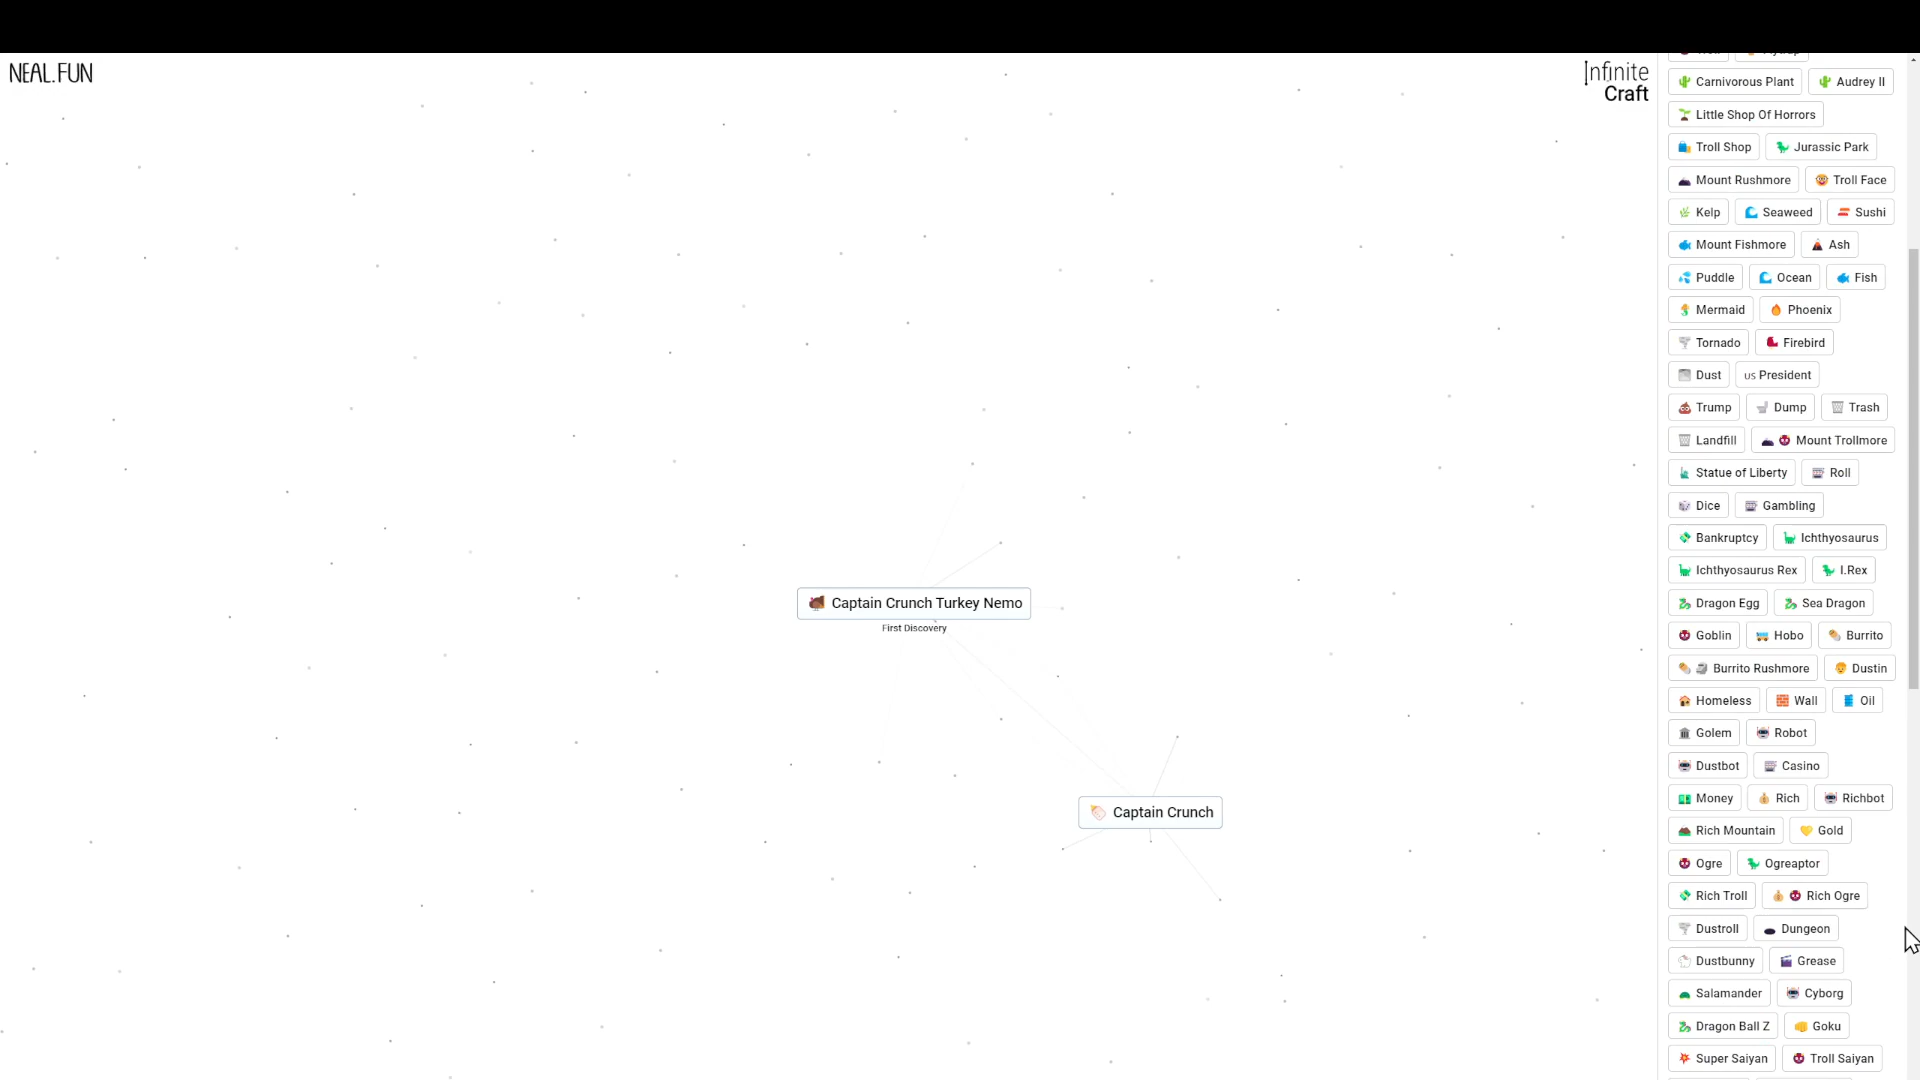 NEAL.FUN
Infinite
Craft
Captain Crunch Turkey Nemo
First Discovery
Captain Crunch
Carnivorous Plant Audrey II
Little Shop Of Horrors
Troll Shop Jurassic Park
Mount Rushmore Troll Face
Kelp Seaweed Sushi
Mount Fishmore Ash
Puddle Ocean Fish
Mermaid Phoenix
Tornado Firebird
Dust US President
Trump Dump Trash
Landfill Mount Trollmore
Statue of Liberty Roll
Dice Gambling
Bankruptcy Ichthyosaurus
Ichthyosaurus Rex I.Rex
Dragon Egg Sea Dragon
Goblin Hobo Burrito
Burrito Rushmore Dustin
Homeless Wall Oil
Golem Robot
Dustbot Casino
Money Rich Richbot
Rich Mountain Gold
Ogre Ogreaptor
Rich Troll Rich Ogre
Dustroll Dungeon
Dustbunny Grease
Salamander Cyborg
Dragon Ball Z Goku
Super Saiyan Troll Saiyan